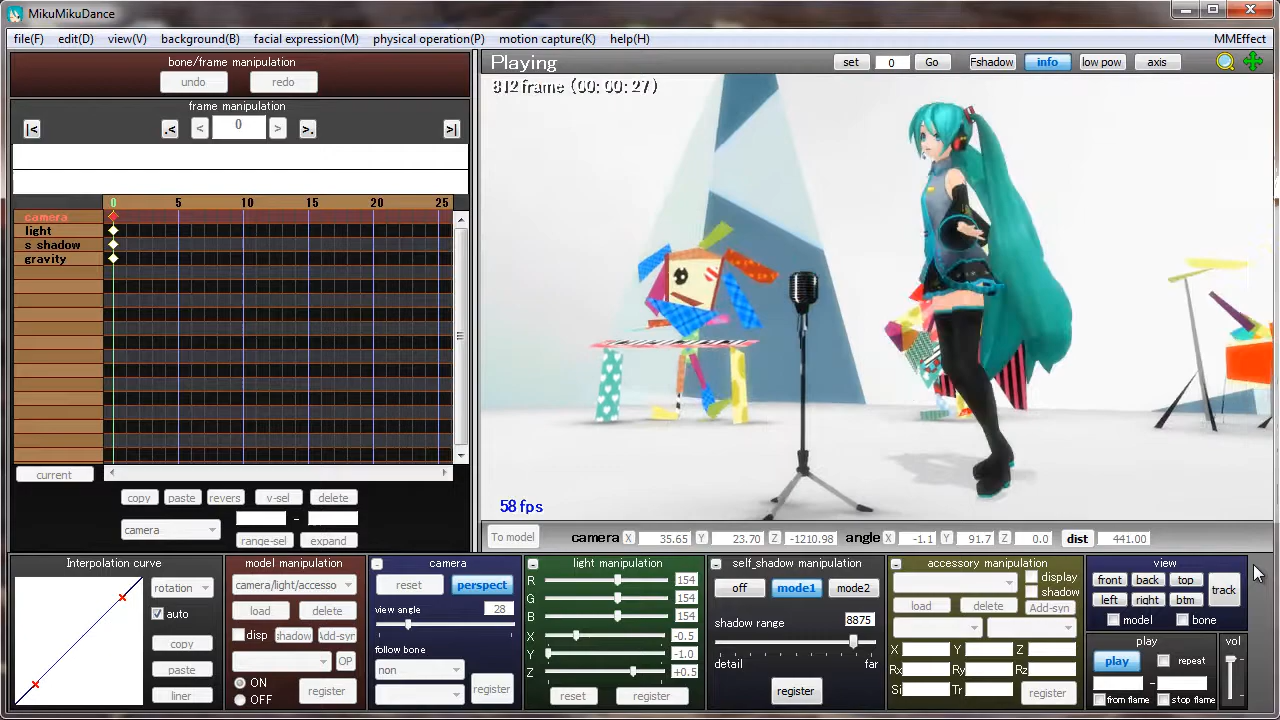 MikuMikuDance
file(F) edit(D) view(V) background(B) facial expression(M) physical operation(P) motion capture(K) help(H) MMEffect
bone/frame manipulation
undo redo
frame manipulation
|< .< < 0 > >. >|
0 5 10 15 20 25
camera
light
s shadow
gravity
current
copy paste revers v-sel delete
camera -
range-sel expand
Playing set 0 Go Fshadow info low pow axis
812 frame (00:00:27)
58 fps
To model camera X 35.65 Y 23.70 Z -1210.98 angle X -1.1 Y 91.7 Z 0.0 dist 441.00
Interpolation curve
rotation
auto
copy
paste
liner
model manipulation
camera/light/accesso
load delete
disp shadow Add-syn
OP
ON
OFF
register
- camera
reset perspect
view angle 28
follow bone
non
register
- light manipulation
R 154
G 154
B 154
X -0.5
Y -1.0
Z +0.5
reset register
- self_shadow manipulation
off mode1 mode2
shadow range 8875
detail far
register
- accessory manipulation
display
shadow
load delete Add-syn
X Y Z
Rx Ry Rz
Si Tr register
view
front back top
left right btm
track
model bone
play
play repeat
-
from flame stop flame
vol